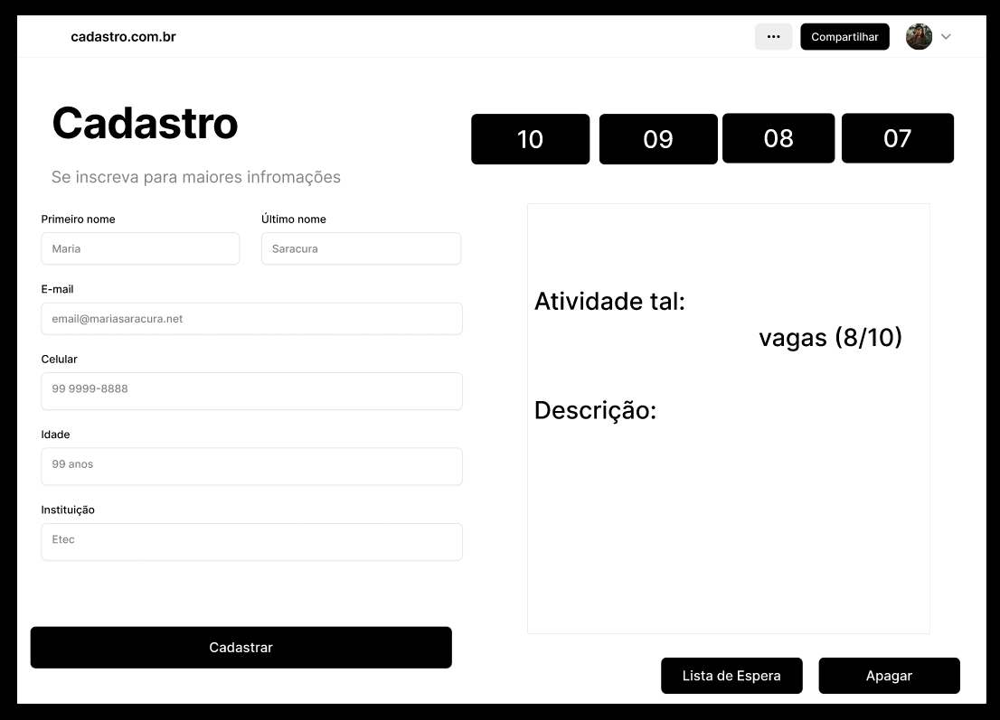 cadastro.com.br
•••
Compartilhar
Cadastro
Se inscreva para maiores infromações
10
09
08
07
Primeiro nome
Último nome
Maria
Saracura
E-mail
email@mariasaracura.net
Celular
99 9999-8888
Idade
99 anos
Instituição
Etec
Cadastrar
Atividade tal:
vagas (8/10)
Descrição:
Lista de Espera
Apagar